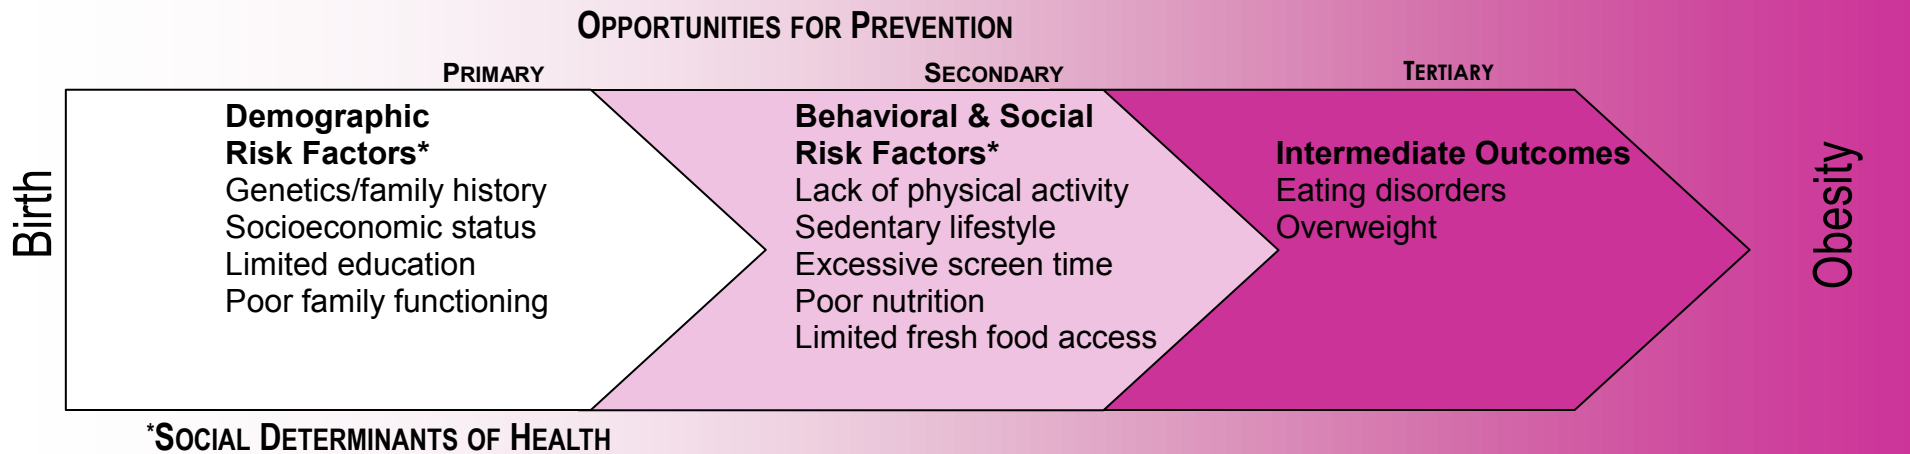 OPPORTUNITIES FOR PREVENTION
PRIMARY
SECONDARY
TERTIARY
Birth
Demographic
Risk Factors*
Genetics/family history
Socioeconomic status
Limited education
Poor family functioning
Behavioral & Social
Risk Factors*
Lack of physical activity
Sedentary lifestyle
Excessive screen time
Poor nutrition
Limited fresh food access
Intermediate Outcomes
Eating disorders
Overweight
Obesity
*SOCIAL DETERMINANTS OF HEALTH